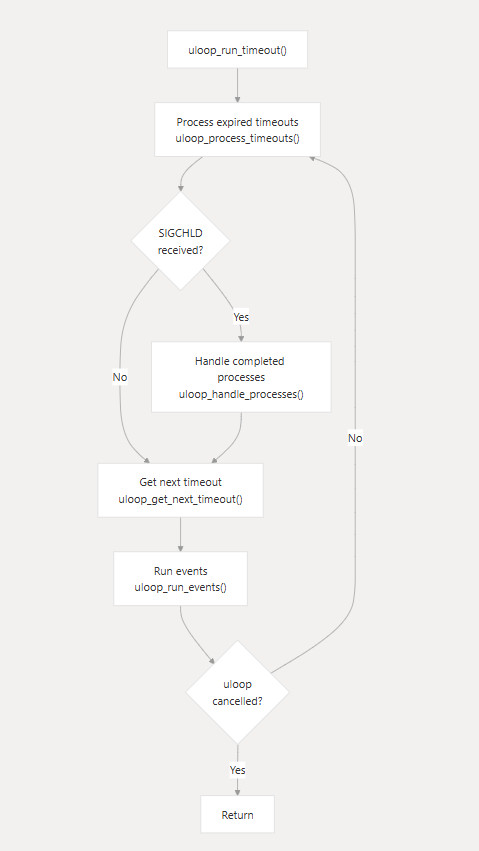 uloop_run_timeout()
Process expired timeouts
uloop_process_timeouts()
SIGCHLD
received?
Yes
Handle completed
processes
uloop_handle_processes()
No
No
Get next timeout
uloop_get_next_timeout()
Run events
uloop_run_events()
uloop
cancelled?
Yes
Return